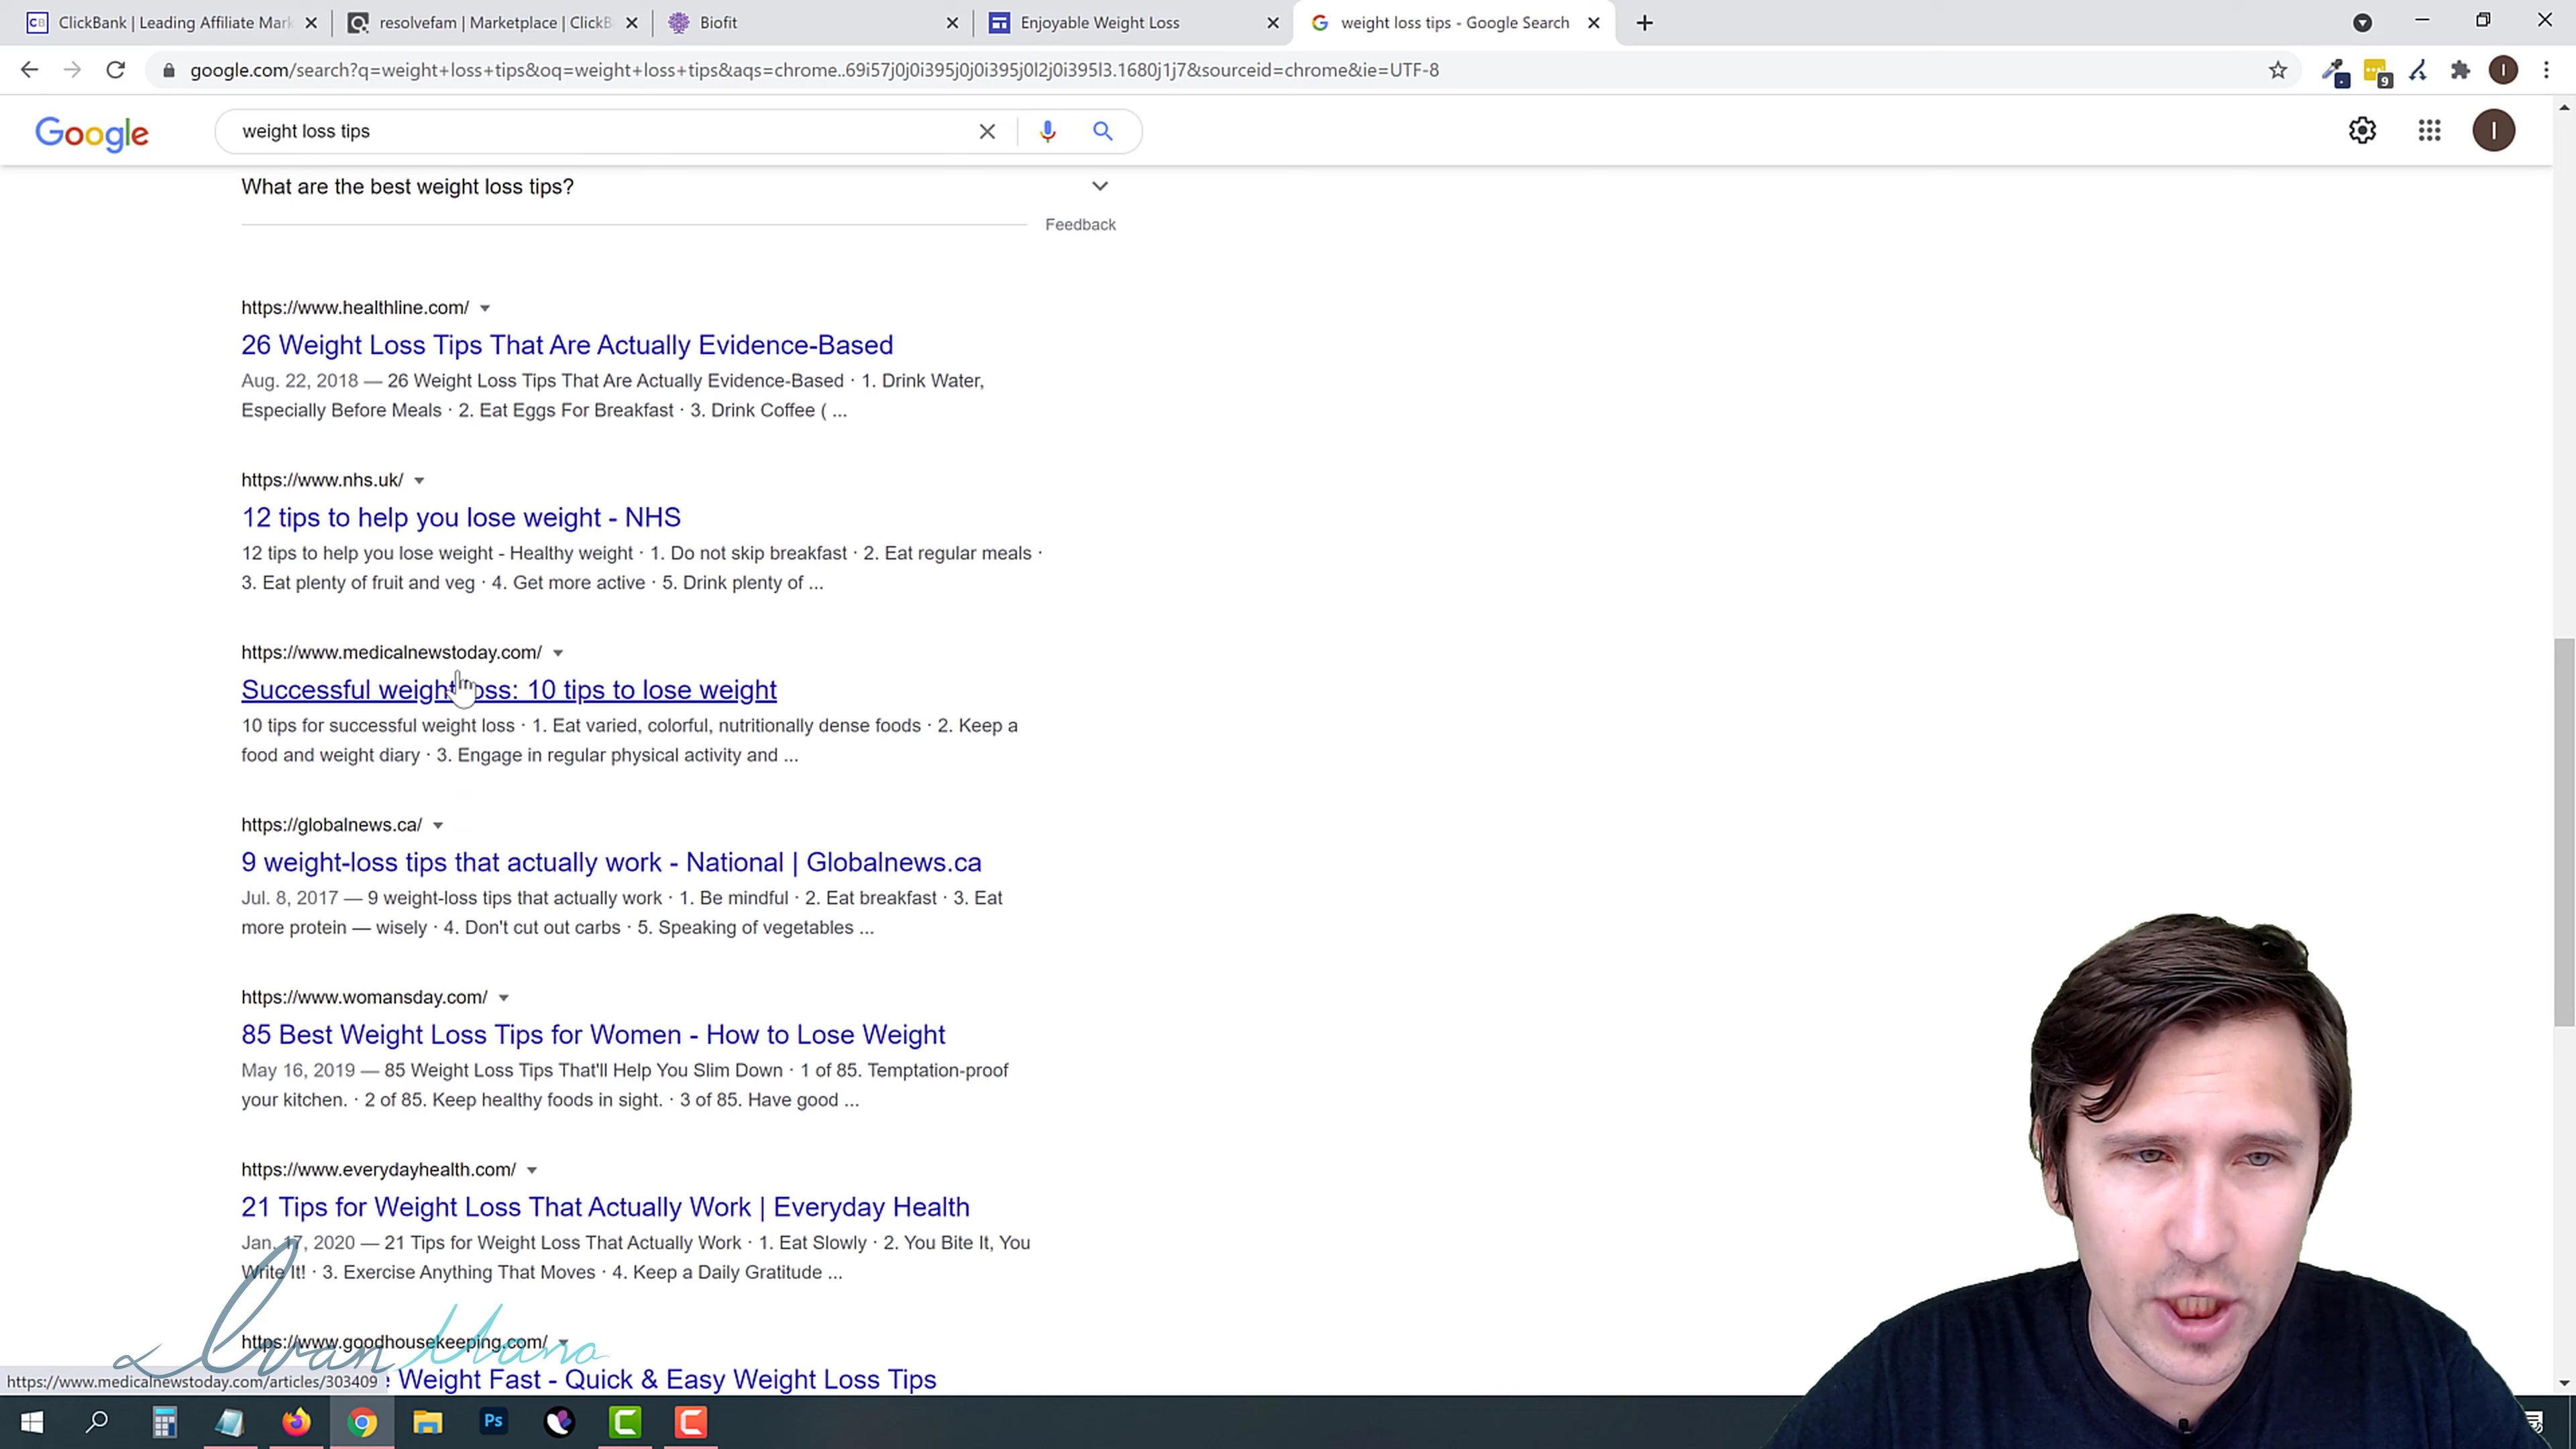 ClickBank | Leading Affiliate Mark
resolvefam | Marketplace | ClickB
Biofit
Enjoyable Weight Loss
weight loss tips - Google Search
google.com/search?q=weight+loss+tips&oq=weight+loss+tips&aqs=chrome..69i57j0j0i395j0j0i395j0l2j0i395l3.1680j1j7&sourceid=chrome&ie=UTF-8
9
I
Google
weight loss tips
I
What are the best weight loss tips?
Feedback
https://www.healthline.com/
26 Weight Loss Tips That Are Actually Evidence-Based
Aug. 22, 2018 — 26 Weight Loss Tips That Are Actually Evidence-Based · 1. Drink Water,
Especially Before Meals · 2. Eat Eggs For Breakfast · 3. Drink Coffee ( ...
https://www.nhs.uk/
12 tips to help you lose weight - NHS
12 tips to help you lose weight - Healthy weight · 1. Do not skip breakfast · 2. Eat regular meals ·
3. Eat plenty of fruit and veg · 4. Get more active · 5. Drink plenty of ...
https://www.medicalnewstoday.com/
Successful weight loss: 10 tips to lose weight
10 tips for successful weight loss · 1. Eat varied, colorful, nutritionally dense foods · 2. Keep a
food and weight diary · 3. Engage in regular physical activity and ...
https://globalnews.ca/
9 weight-loss tips that actually work - National | Globalnews.ca
Jul. 8, 2017 — 9 weight-loss tips that actually work · 1. Be mindful · 2. Eat breakfast · 3. Eat
more protein — wisely · 4. Don't cut out carbs · 5. Speaking of vegetables ...
https://www.womansday.com/
85 Best Weight Loss Tips for Women - How to Lose Weight
May 16, 2019 — 85 Weight Loss Tips That'll Help You Slim Down · 1 of 85. Temptation-proof
your kitchen. · 2 of 85. Keep healthy foods in sight. · 3 of 85. Have good ...
https://www.everydayhealth.com/
21 Tips for Weight Loss That Actually Work | Everyday Health
Jan. 17, 2020 — 21 Tips for Weight Loss That Actually Work · 1. Eat Slowly · 2. You Bite It, You
Write It! · 3. Exercise Anything That Moves · 4. Keep a Daily Gratitude ...
https://www.goodhousekeeping.com/
Weight Fast - Quick & Easy Weight Loss Tips
Ivan Mana
https://www.medicalnewstoday.com/articles/303409
Ps